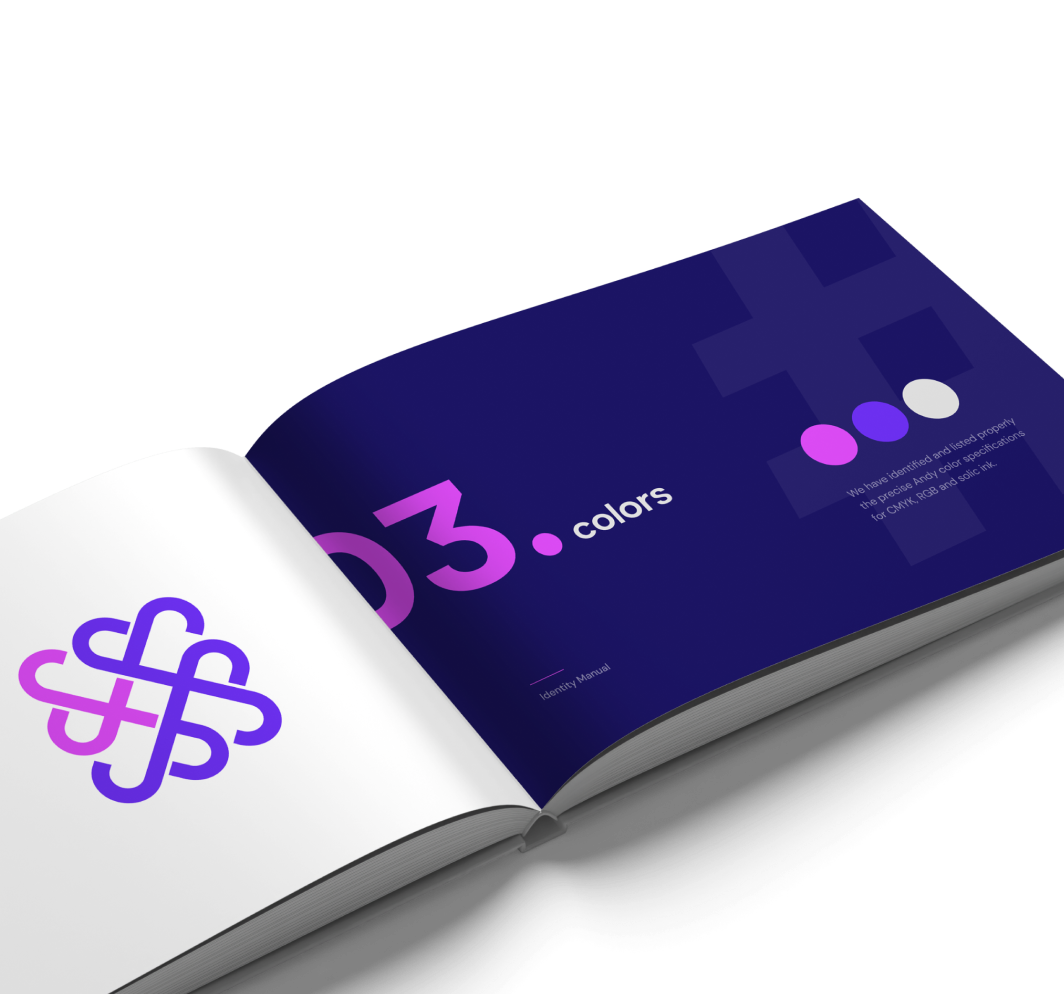 03. colors
We have identified and listed properly
the precise Andy color specifications
for CMYK, RGB and solic ink.
Identity Manual